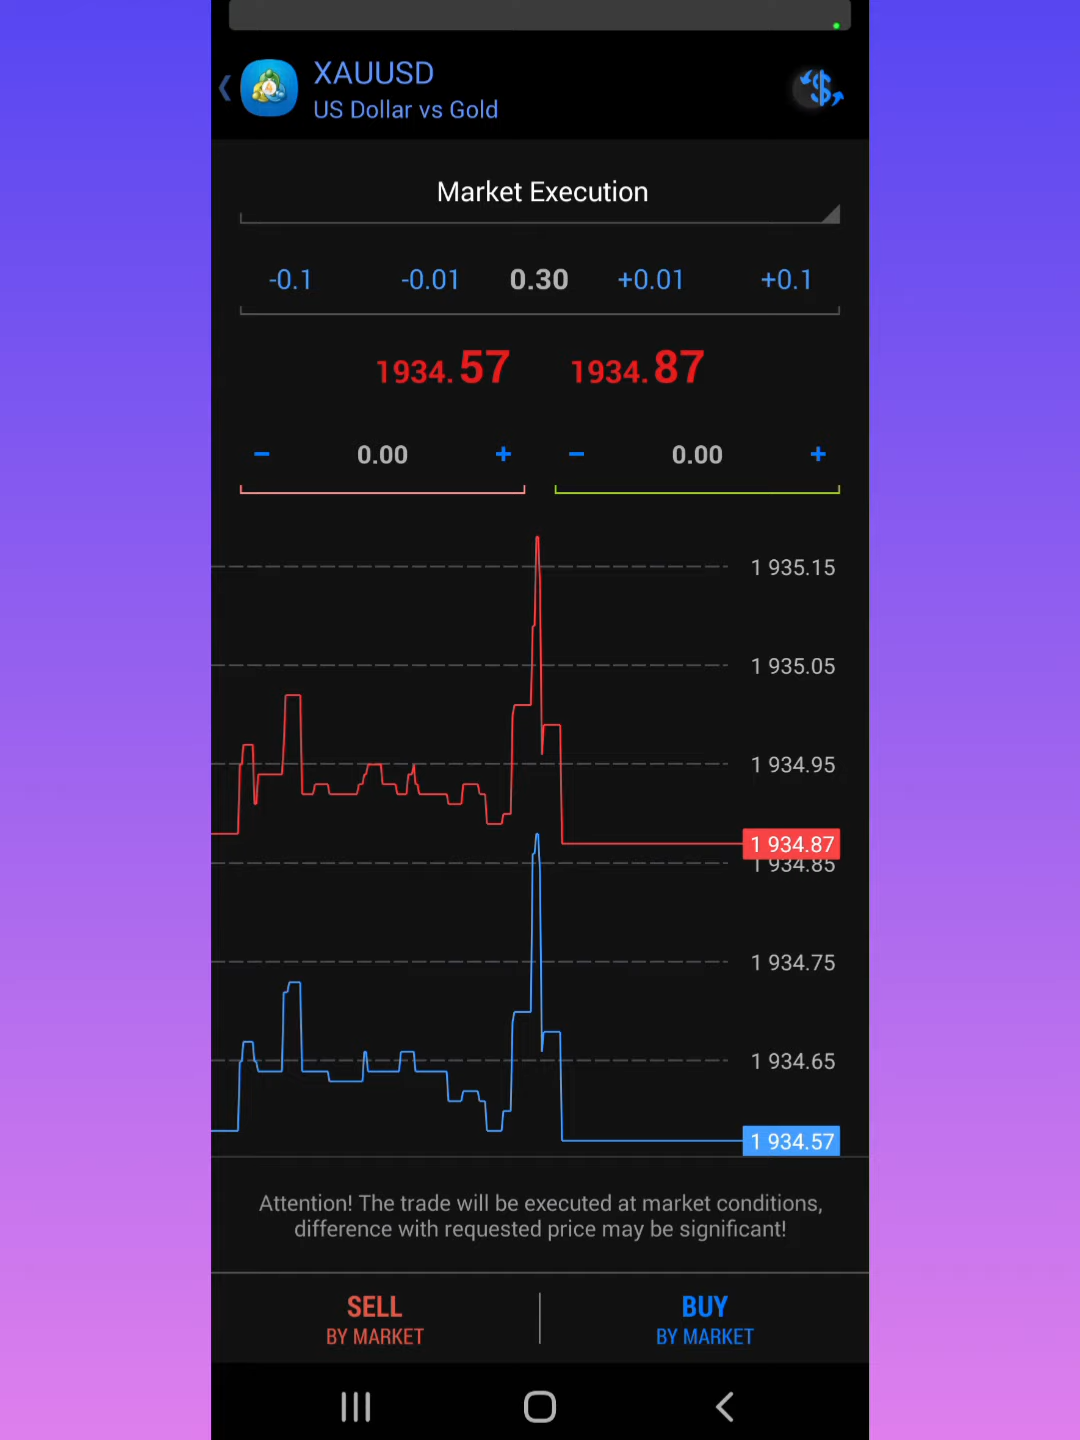 XAUUSD
US Dollar vs Gold
Market Execution
-0.1 -0.01 0.30 +0.01 +0.1
1934.57 1934.87
− 0.00 + − 0.00 +
1 935.15
1 935.05
1 934.95
1 934.87
1 934.85
1 934.75
1 934.65
1 934.57
Attention! The trade will be executed at market conditions,
difference with requested price may be significant!
SELL BUY
BY MARKET BY MARKET